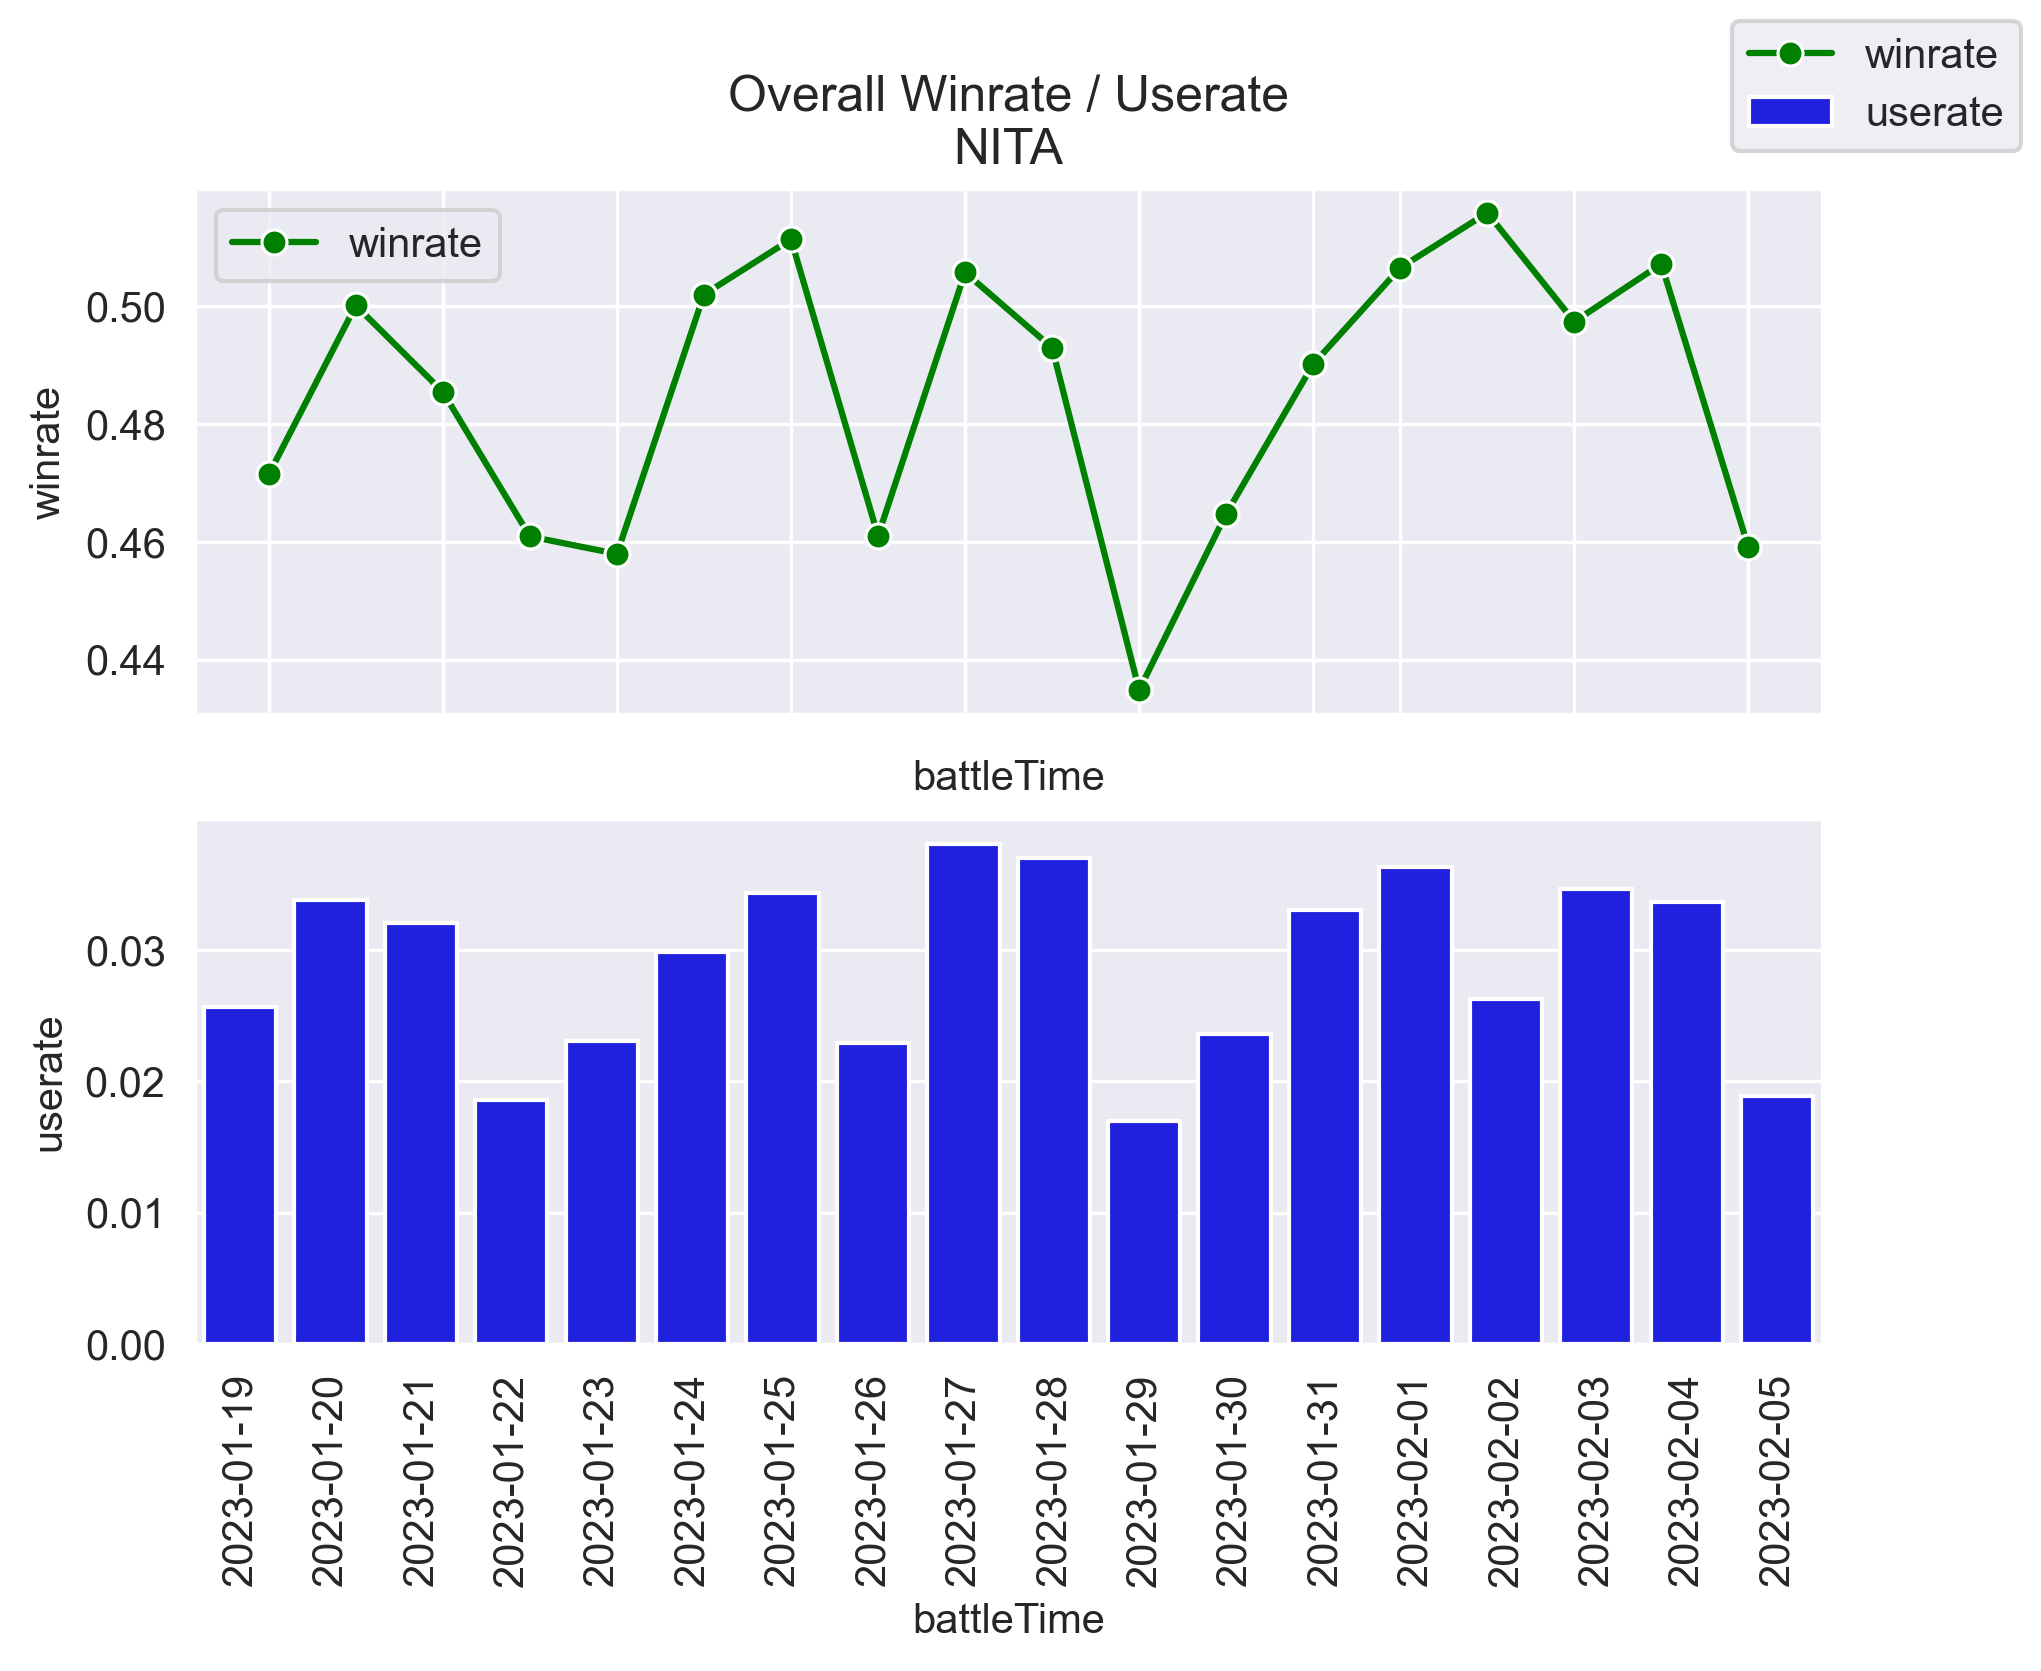 winrate
userate
Overall Winrate / Userate
NITA
winrate
winrate
0.50
0.48
0.46
0.44
battleTime
userate
0.03
0.02
0.01
0.00
2023-01-19
2023-01-20
2023-01-21
2023-01-22
2023-01-23
2023-01-24
2023-01-25
2023-01-26
2023-01-27
2023-01-28
2023-01-29
2023-01-30
2023-01-31
2023-02-01
2023-02-02
2023-02-03
2023-02-04
2023-02-05
battleTime